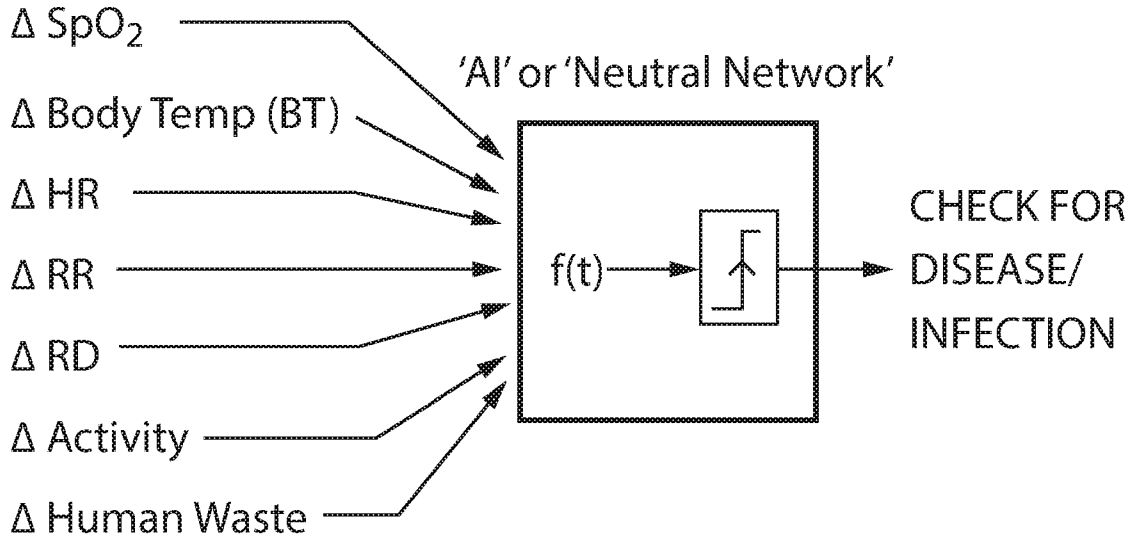 Δ SpO₂
'AI' or 'Neutral Network'
Δ Body Temp (BT)
Δ HR
Δ RR
Δ RD
Δ Activity
Δ Human Waste
f(t)
CHECK FOR
DISEASE/
INFECTION